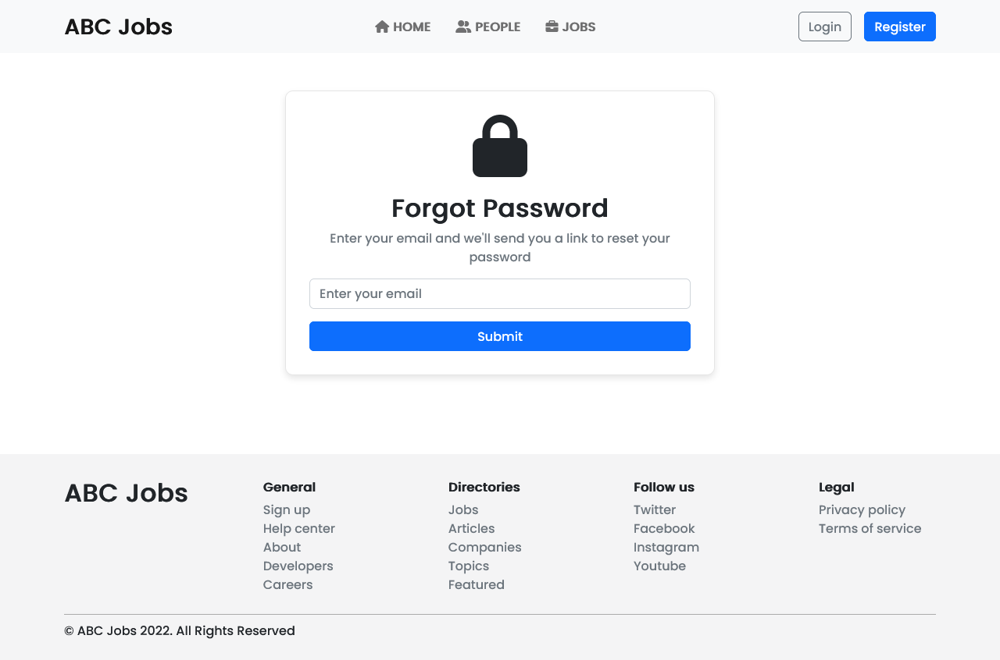 ABC Jobs
HOME
PEOPLE
JOBS
Login
Register
Forgot Password
Enter your email and we'll send you a link to reset your
password
Enter your email
Submit
ABC Jobs
General
Sign up
Help center
About
Developers
Careers
Directories
Jobs
Articles
Companies
Topics
Featured
Follow us
Twitter
Facebook
Instagram
Youtube
Legal
Privacy policy
Terms of service
© ABC Jobs 2022. All Rights Reserved